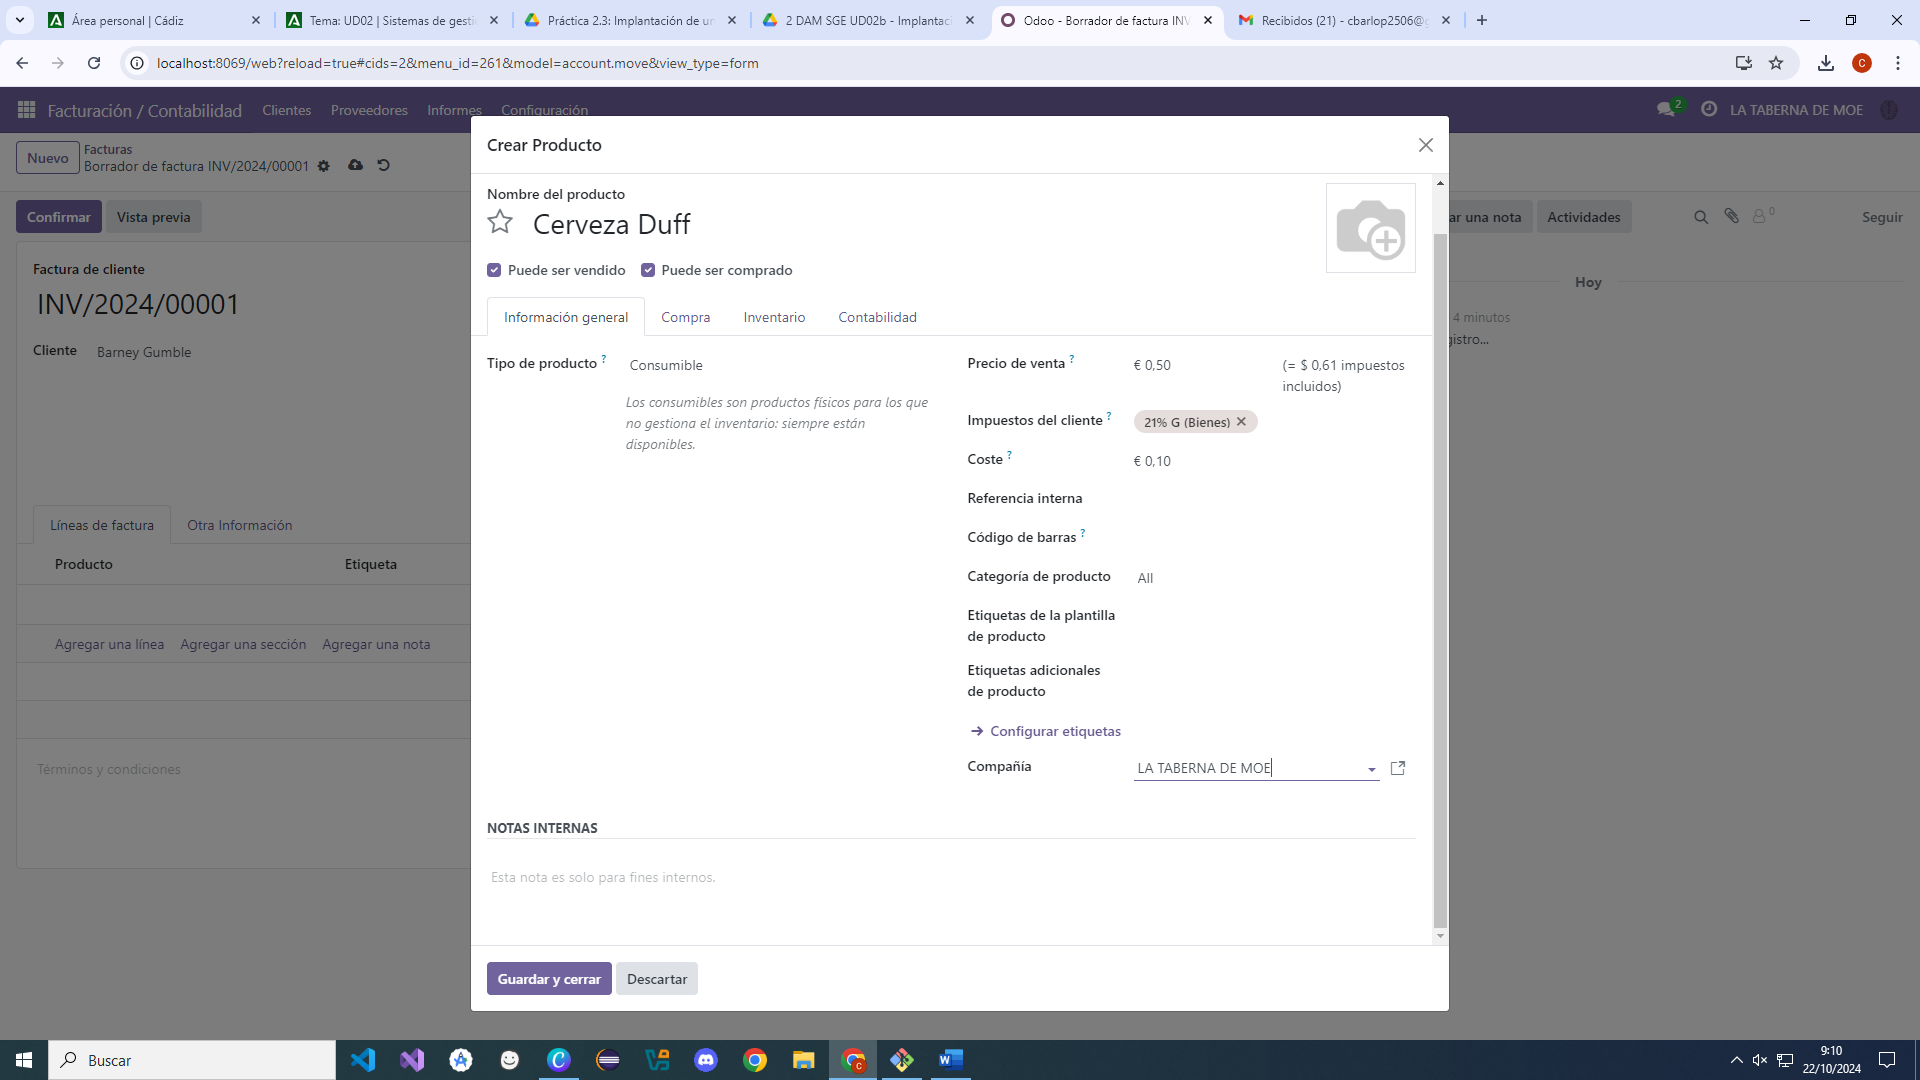 Área personal | Cádiz
Tema: UD02 | Sistemas de gesti
Práctica 2.3: Implantación de un
2 DAM SGE UD02b - Implantaci
Odoo - Borrador de factura INV
Recibidos (21) - cbarlop2506@g
localhost:8069/web?reload=true#cids=2&menu_id=261&model=account.move&view_type=form
C
Facturación / Contabilidad
Clientes
Proveedores
Informes
Configuración
2
LA TABERNA DE MOE
Nuevo
Facturas
Borrador de factura INV/2024/00001
Confirmar
Vista previa
ar una nota
Actividades
0
Seguir
Factura de cliente
INV/2024/00001
Cliente
Barney Gumble
Hoy
4 minutos
gistro...
Líneas de factura
Otra Información
Producto
Etiqueta
Agregar una línea
Agregar una sección
Agregar una nota
Términos y condiciones
Crear Producto
Nombre del producto
Cerveza Duff
Puede ser vendido
Puede ser comprado
Información general
Compra
Inventario
Contabilidad
Tipo de producto ?
Consumible
Los consumibles son productos físicos para los que
no gestiona el inventario: siempre están
disponibles.
Precio de venta ?
€ 0,50
(= $ 0,61 impuestos
incluidos)
Impuestos del cliente ?
21% G (Bienes)
Coste ?
€ 0,10
Referencia interna
Código de barras ?
Categoría de producto
All
Etiquetas de la plantilla
de producto
Etiquetas adicionales
de producto
Configurar etiquetas
Compañía
LA TABERNA DE MOE
NOTAS INTERNAS
Esta nota es solo para fines internos.
Guardar y cerrar
Descartar
Buscar
9:10
22/10/2024